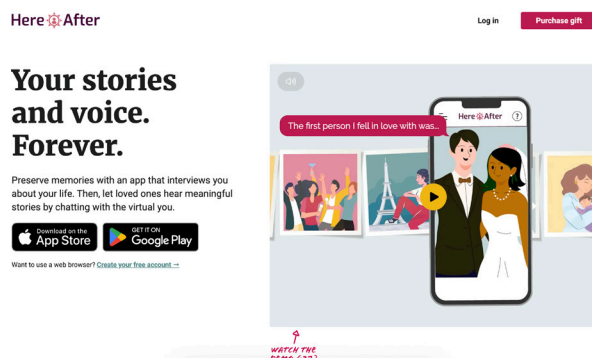 Here After
Log in
Purchase gift
Your stories
and voice.
Forever.
Preserve memories with an app that interviews you
about your life. Then, let loved ones hear meaningful
stories by chatting with the virtual you.
Download on the
App Store
GET IT ON
Google Play
Want to use a web browser? Create your free account →
The first person I fell in love with was...
Here After
?
WATCH THE